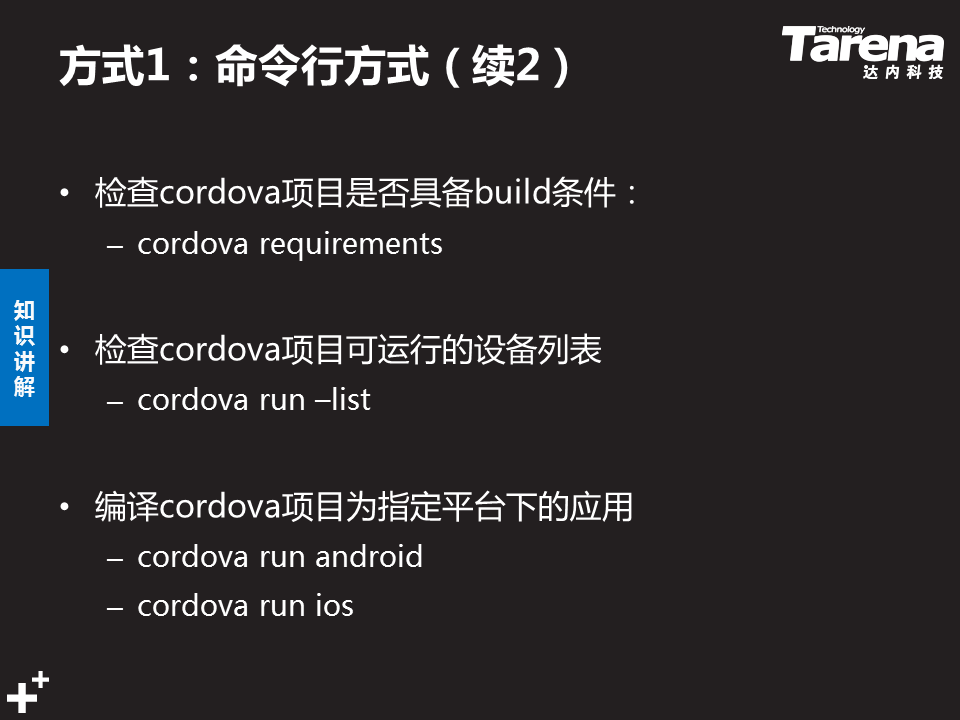 方式1：命令行方式（续2）
Technology
Tarena
达内科技
• 检查cordova项目是否具备build条件：
– cordova requirements
知识讲解
• 检查cordova项目可运行的设备列表
– cordova run –list
• 编译cordova项目为指定平台下的应用
– cordova run android
– cordova run ios